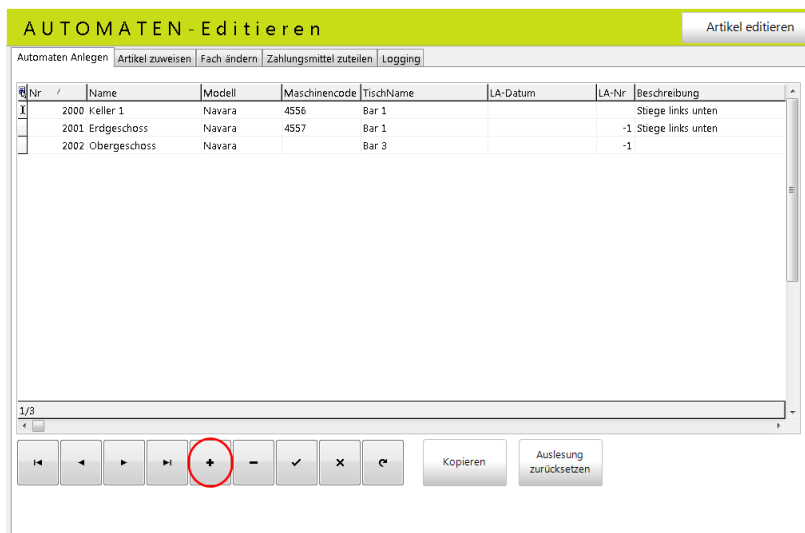 AUTOMATEN-Editieren
Artikel editieren
Automaten Anlegen Artikel zuweisen Fach ändern Zahlungsmittel zuteilen Logging
Nr Name Modell Maschinencode TischName LA-Datum LA-Nr Beschreibung
2000 Keller 1 Navara 4556 Bar 1 Stiege links unten
2001 Erdgeschoss Navara 4557 Bar 1 -1 Stiege links unten
2002 Obergeschoss Navara Bar 3 -1
1/3
Kopieren
Auslesung
zurücksetzen